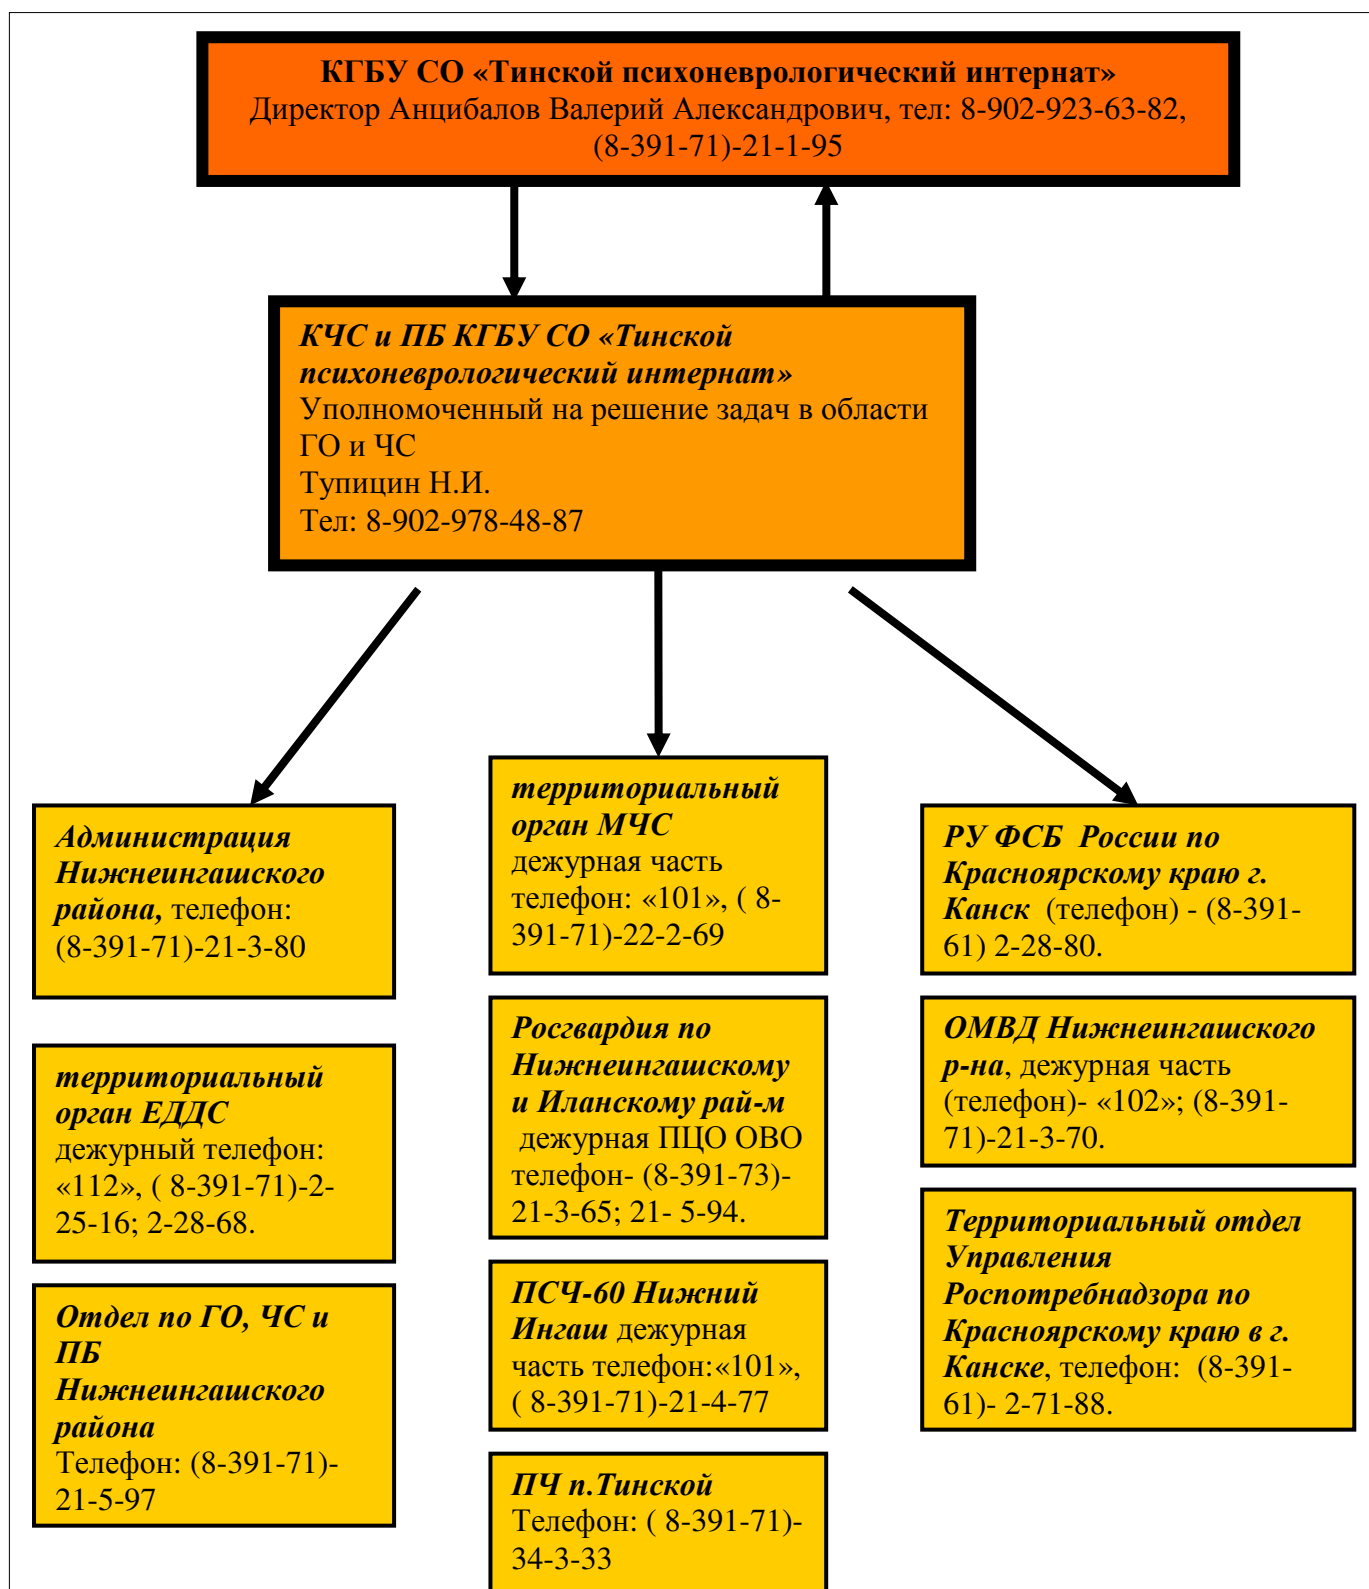 КГБУ СО «Тинской психоневрологический интернат»
Директор Анцибалов Валерий Александрович, тел: 8-902-923-63-82,
(8-391-71)-21-1-95
КЧС и ПБ КГБУ СО «Тинской
психоневрологический интернат»
Уполномоченный на решение задач в области
ГО и ЧС
Тупицин Н.И.
Тел: 8-902-978-48-87
Администрация
Нижнеингашского
района, телефон:
(8-391-71)-21-3-80
территориальный
орган ЕДДС
дежурный телефон:
«112», ( 8-391-71)-2-
25-16; 2-28-68.
Отдел по ГО, ЧС и
ПБ
Нижнеингашского
района
Телефон: (8-391-71)-
21-5-97
территориальный
орган МЧС
дежурная часть
телефон: «101», ( 8-
391-71)-22-2-69
Росгвардия по
Нижнеингашскому
и Иланскому рай-м
дежурная ПЦО ОВО
телефон- (8-391-73)-
21-3-65; 21- 5-94.
ПСЧ-60 Нижний
Ингаш дежурная
часть телефон:«101»,
( 8-391-71)-21-4-77
ПЧ п.Тинской
Телефон: ( 8-391-71)-
34-3-33
РУ ФСБ  России по
Красноярскому краю г.
Канск  (телефон) - (8-391-
61) 2-28-80.
ОМВД Нижнеингашского
р-на, дежурная часть
(телефон)- «102»; (8-391-
71)-21-3-70.
Территориальный отдел
Управления
Роспотребнадзора по
Красноярскому краю в г.
Канске, телефон:  (8-391-
61)- 2-71-88.